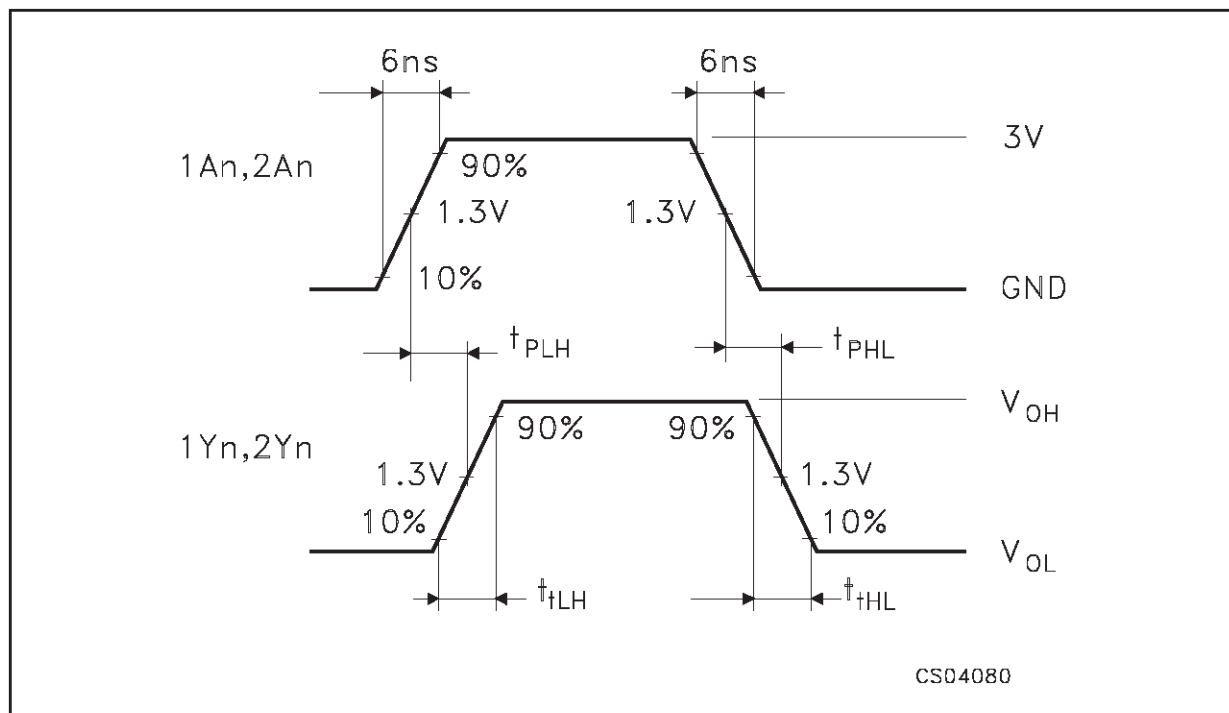 6ns 6ns
3V
1An,2An
90%
1.3V 1.3V
10%
GND
tPLH tPHL
VOH
90% 90%
1Yn,2Yn
1.3V 1.3V
10% 10%
VOL
ttLH ttHL
CS04080